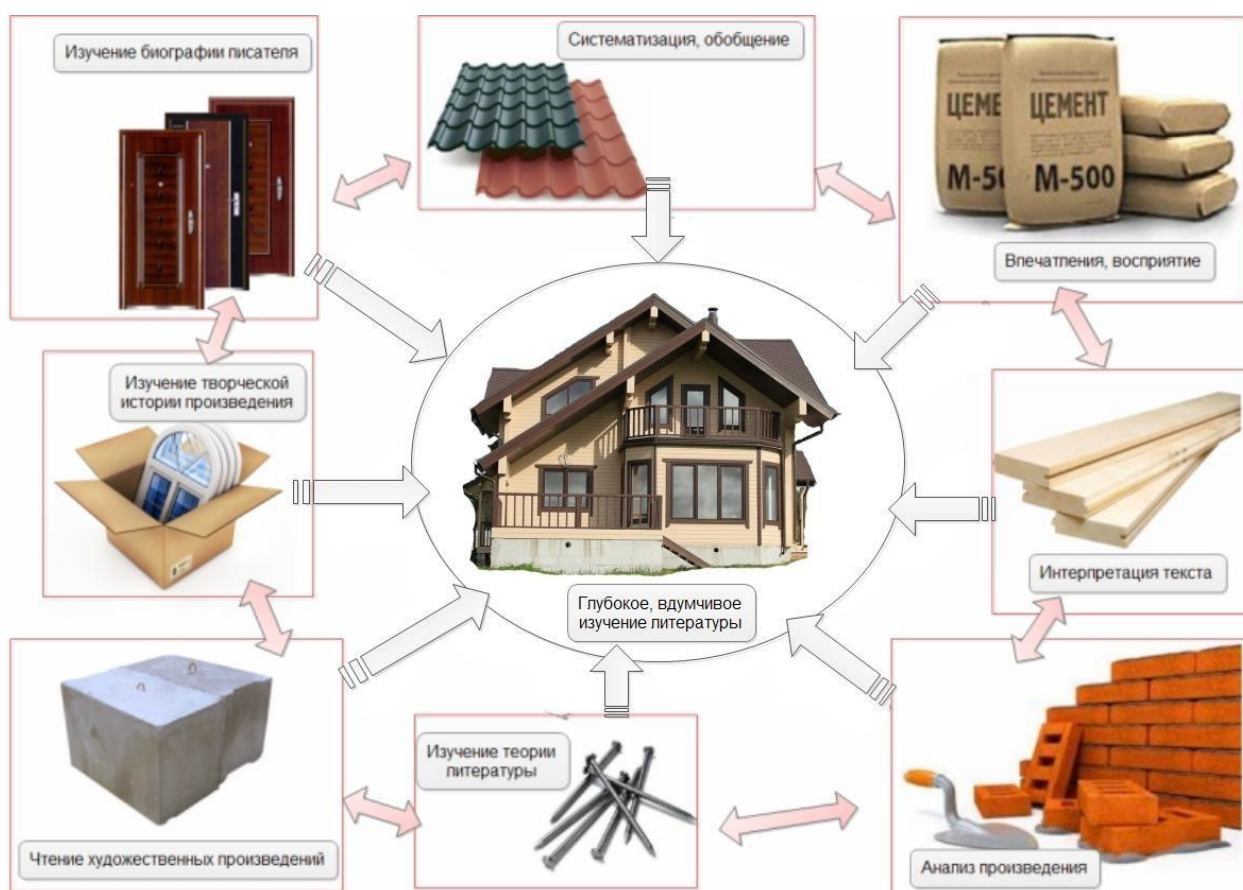 Изучение биографии писателя
Систематизация, обобщение
ЦЕМЕ
М-50
ЦЕМЕНТ
М-500
Впечатления, восприятие
Изучение творческой
истории произведения
Интерпретация текста
Глубокое, вдумчивое
изучение литературы
Чтение художественных произведений
Изучение теории
литературы
Анализ произведения